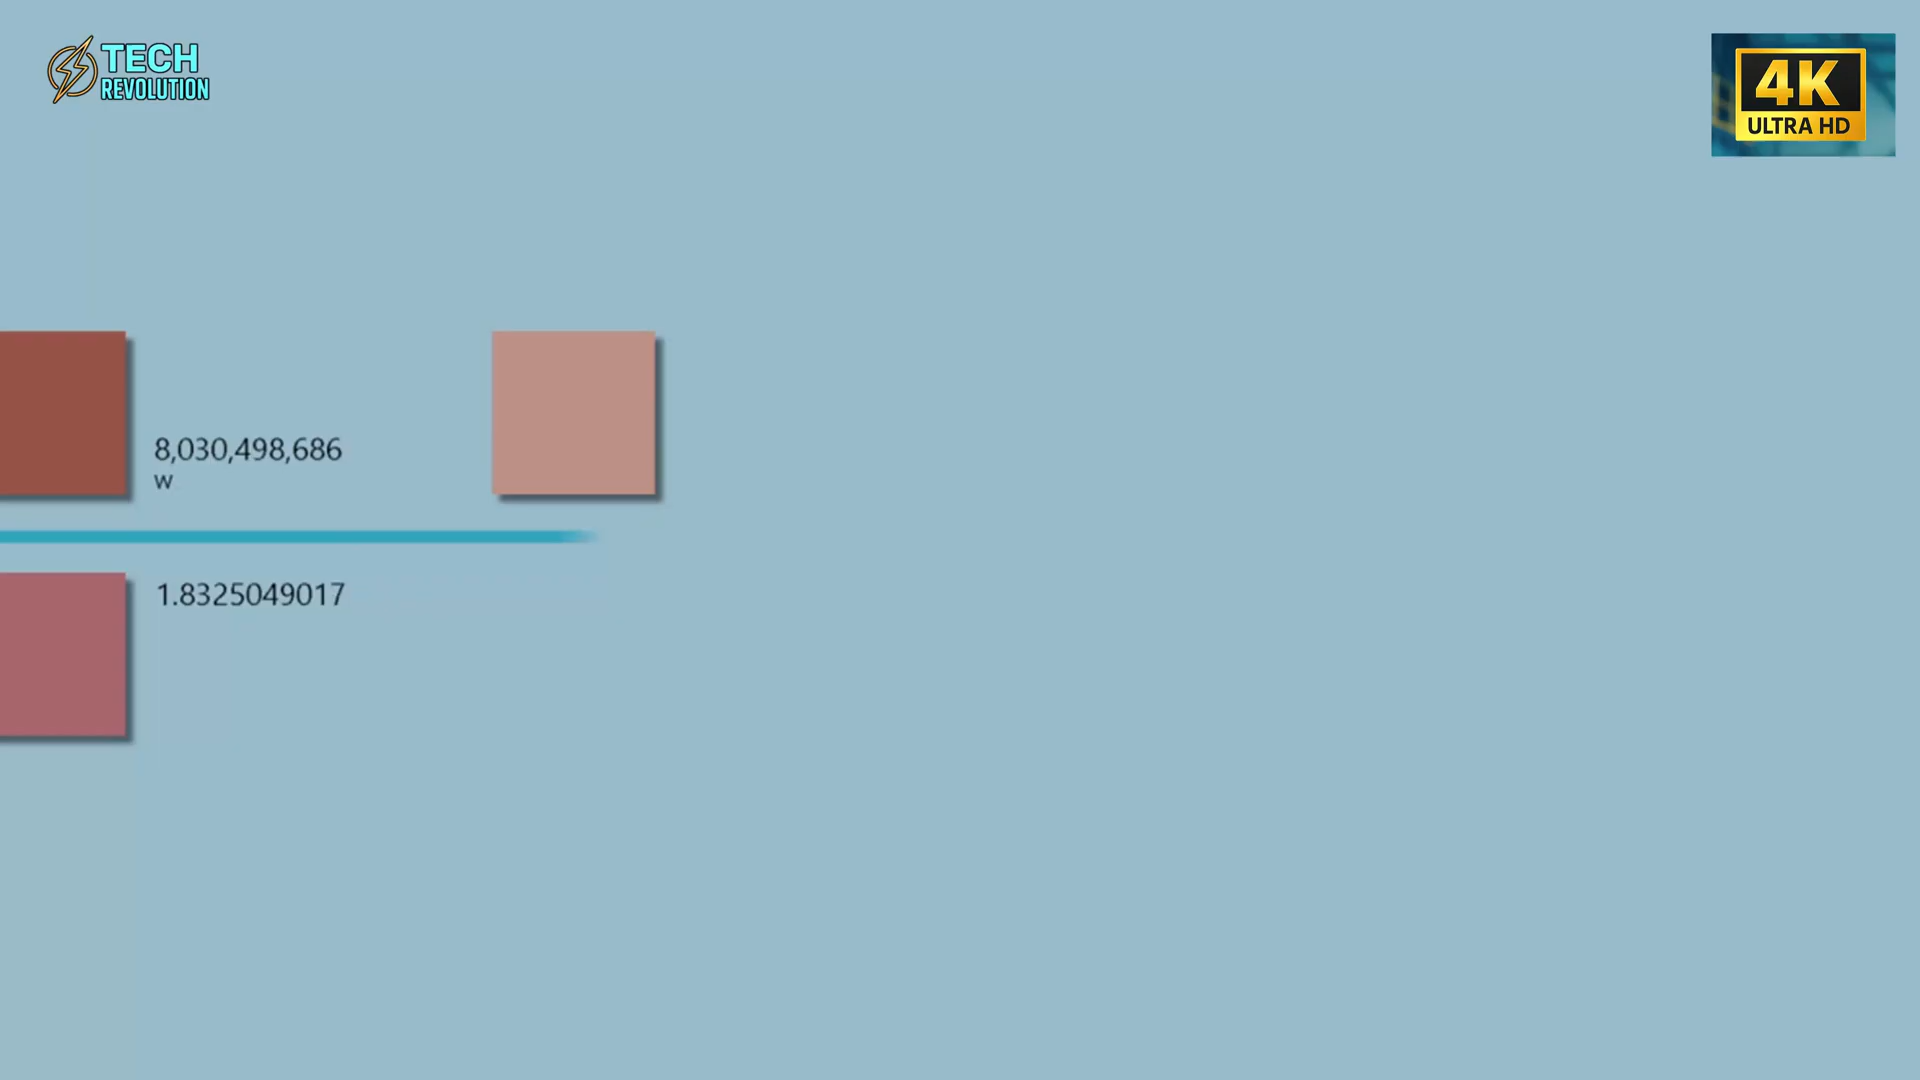 TECH
REVOLUTION
4K
ULTRA HD
8,030,498,686
w
1.8325049017